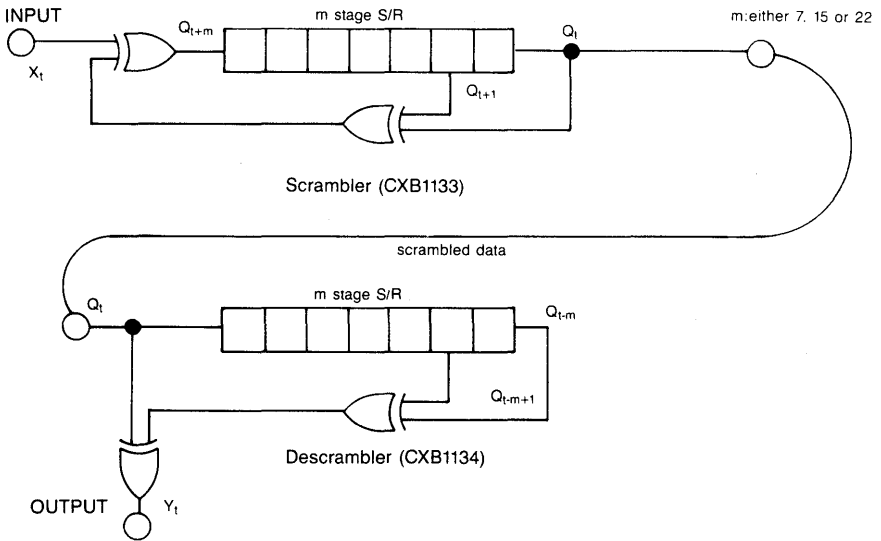 INPUT
Xt
Qt+m
m stage S/R
Qt
m:either 7. 15 or 22
Qt+1
Scrambler (CXB1133)
scrambled data
Qt
m stage S/R
Qt-m
Qt-m+1
Descrambler (CXB1134)
OUTPUT
Yt